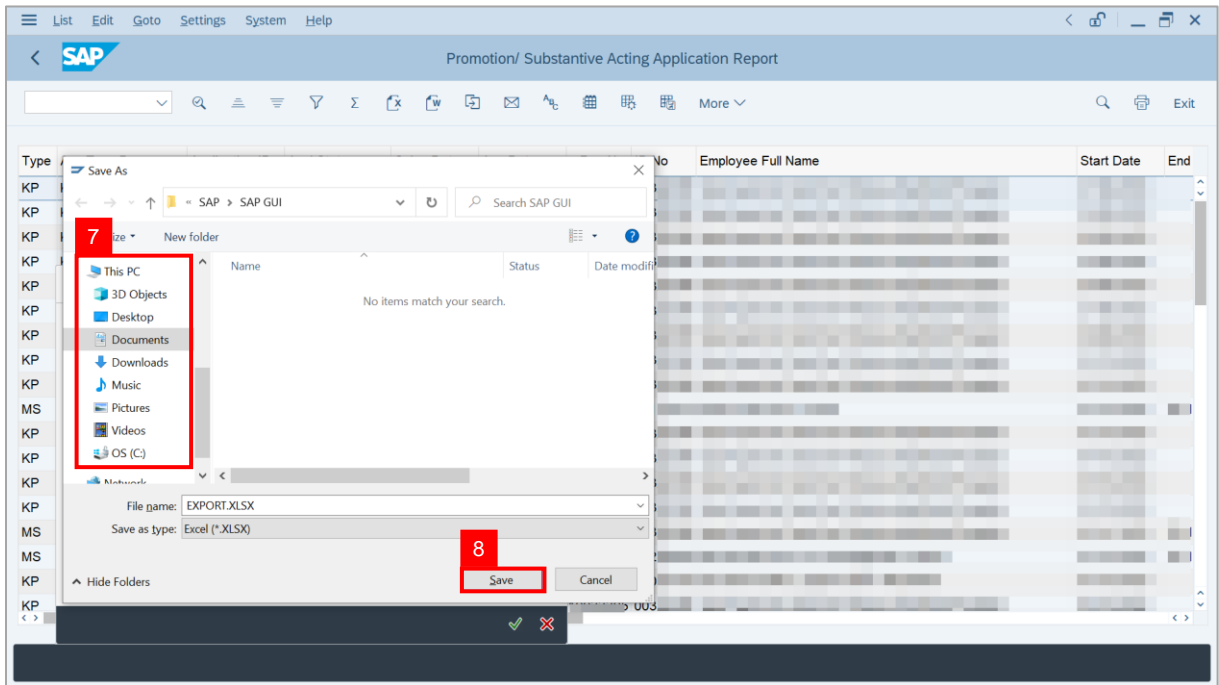 List Edit Goto Settings System Help
SAP
Promotion/ Substantive Acting Application Report
More
Exit
Type No Employee Full Name Start Date End
Save As
KP
KP
KP
KP
KP
KP
KP
KP
KP
MS
KP
KP
KP
KP
MS
MS
KP
KP
« SAP > SAP GUI
Search SAP GUI
7
New folder
This PC
Name Status Date modifi
3D Objects
No items match your search.
Desktop
Documents
Downloads
Music
Pictures
Videos
OS (C:)
Network
File name: EXPORT.XLSX
Save as type: Excel (*.XLSX)
8
Hide Folders
Save
Cancel